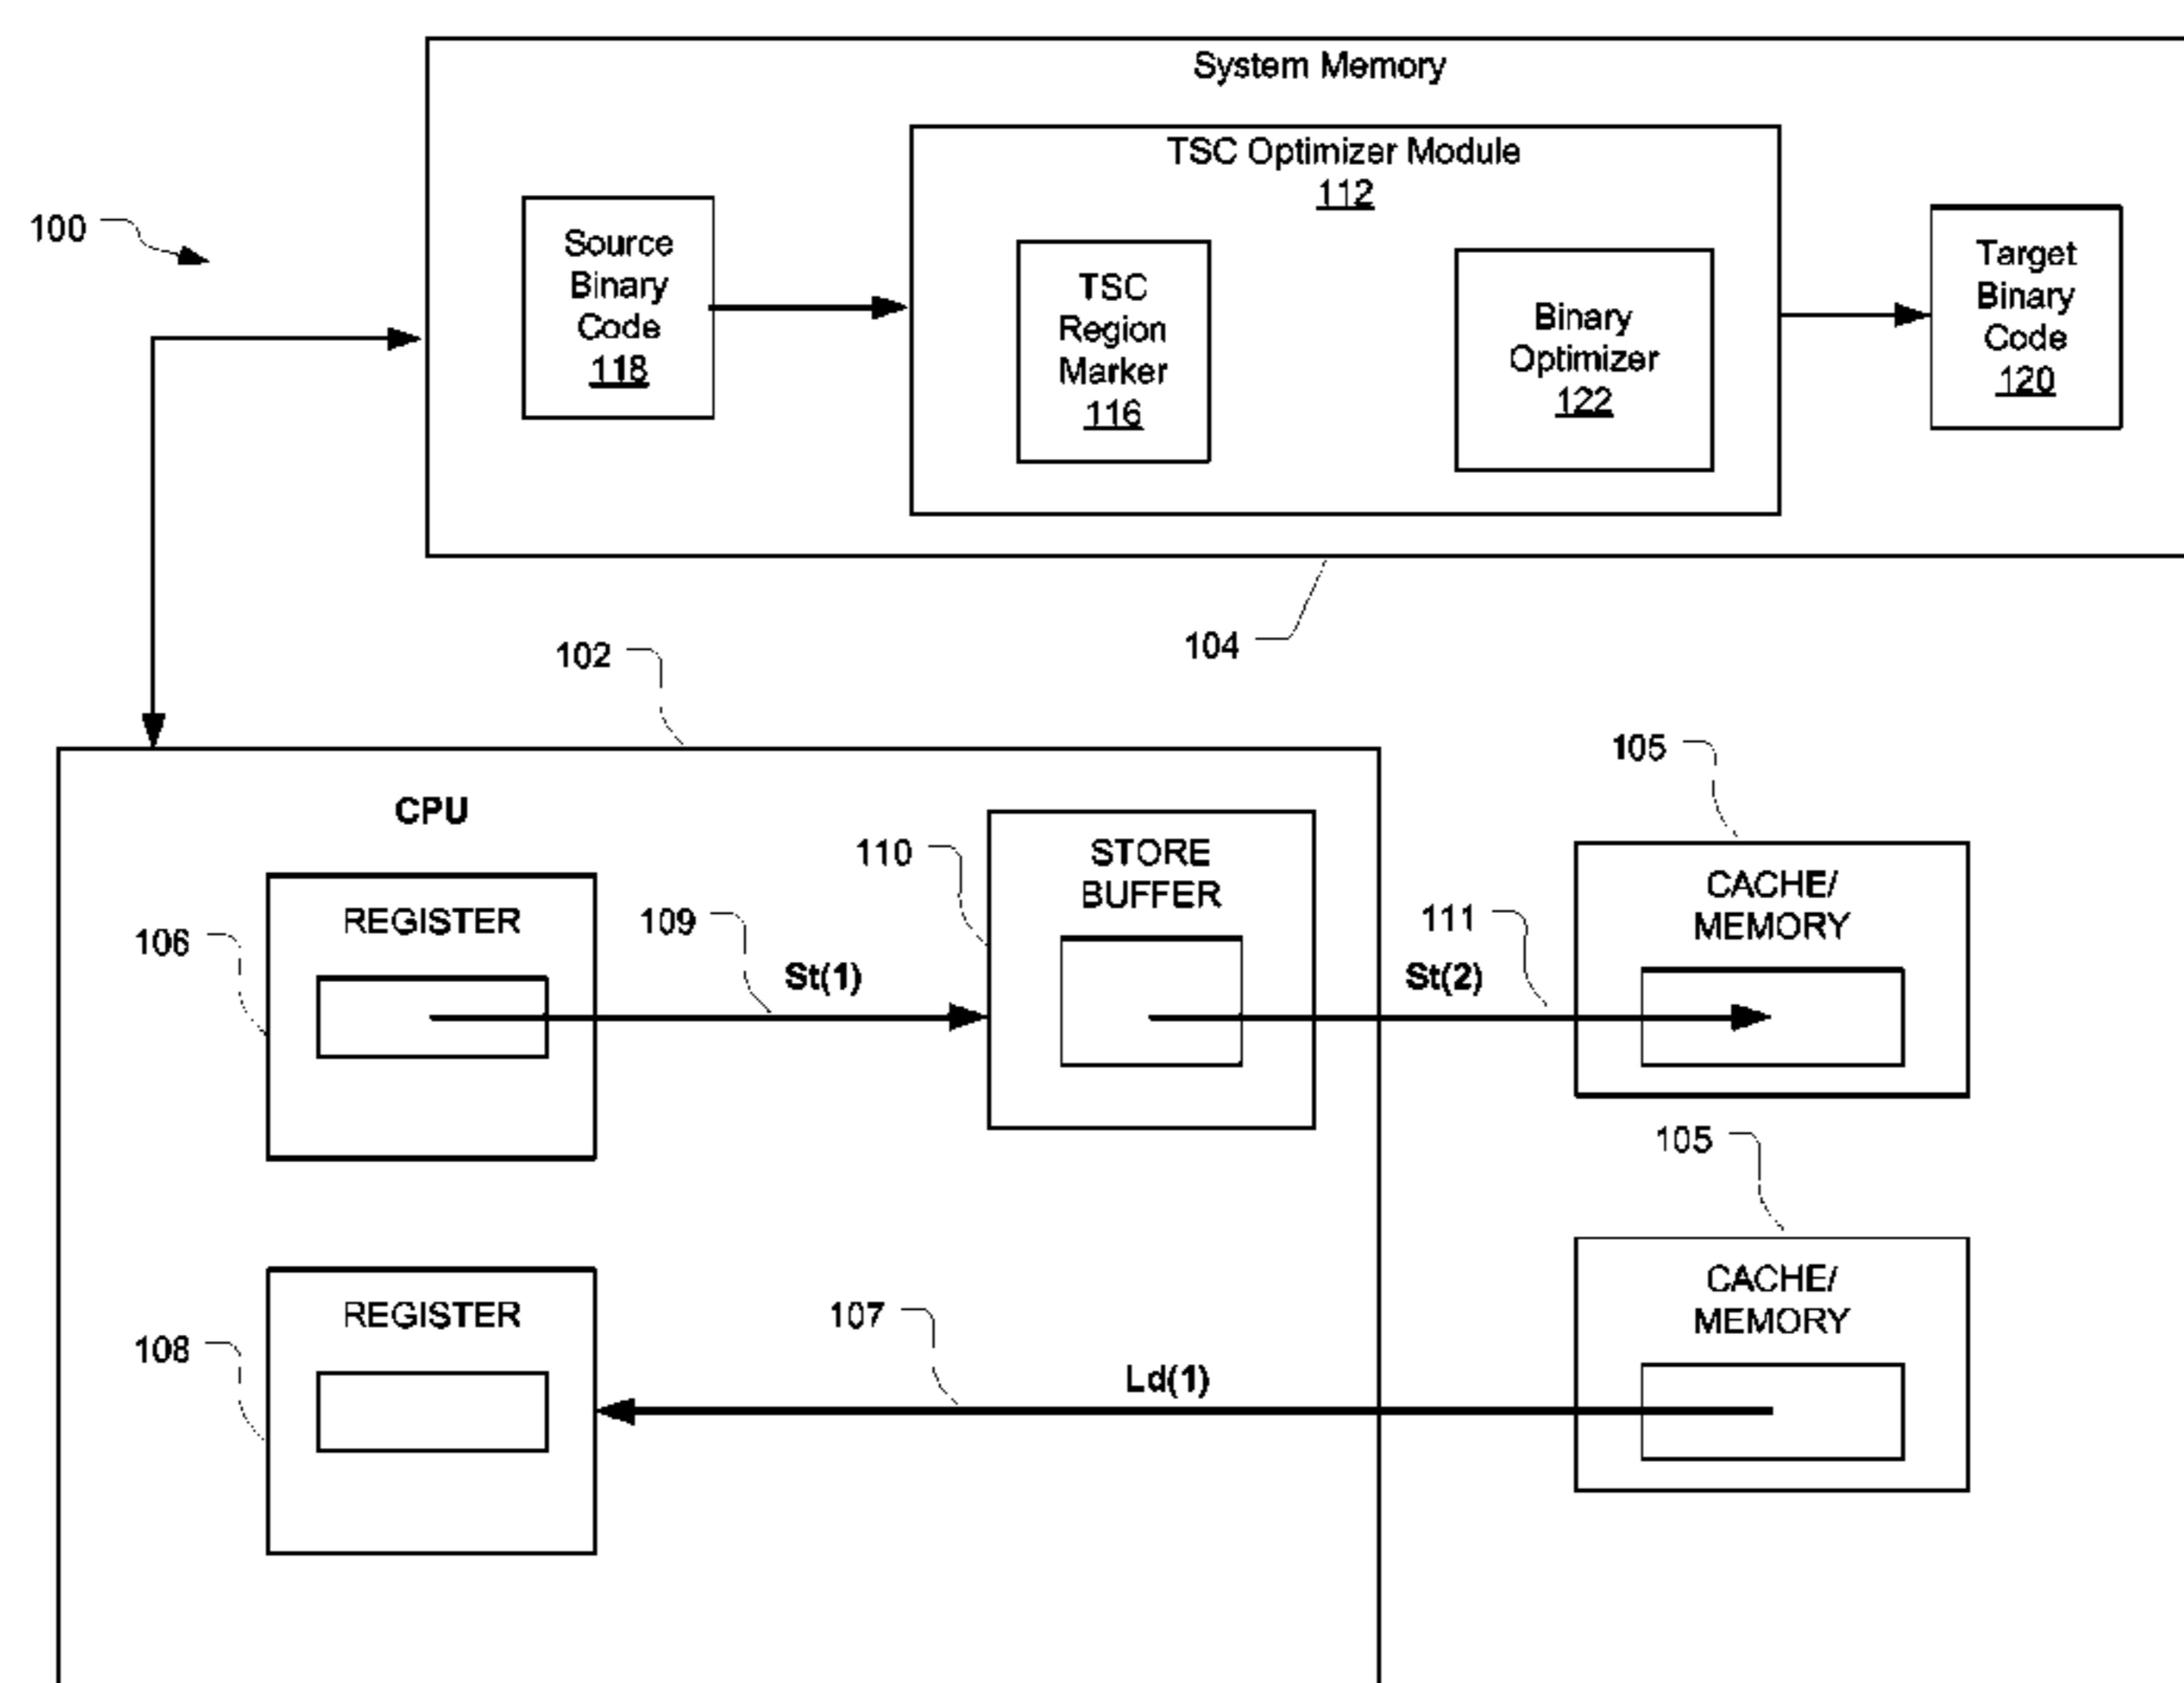 System Memory
TSC Optimizer Module
112
100
Source
Binary
Code
118
TSC
Region
Marker
116
Binary
Optimizer
122
Target
Binary
Code
120
104
102
105
CPU
110
STORE
BUFFER
CACHE/
MEMORY
REGISTER
106
109
St(1)
111
St(2)
105
CACHE/
MEMORY
REGISTER
108
107
Ld(1)